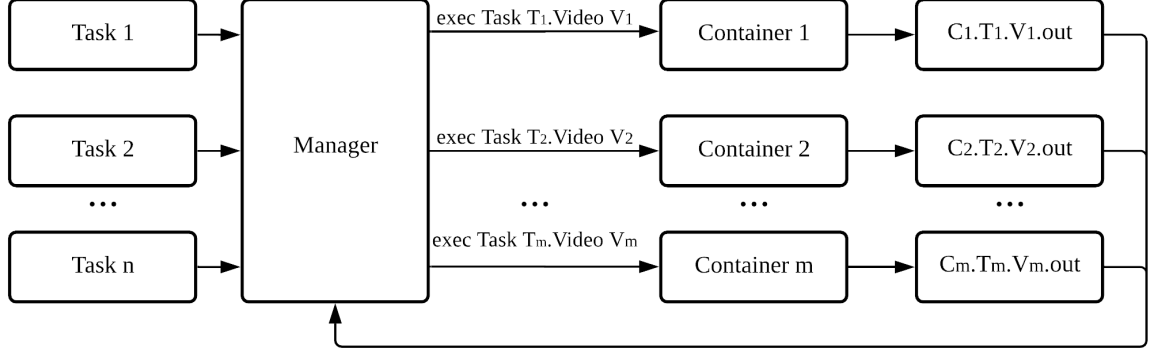 Task 1
exec Task T₁.Video V₁
Container 1
C1.T1.V1.out
Task 2
Manager
exec Task T₂.Video V₂
Container 2
C2.T2.V2.out
...
...
...
...
Task n
exec Task Tₘ.Video Vₘ
Container m
Cm.Tm.Vm.out